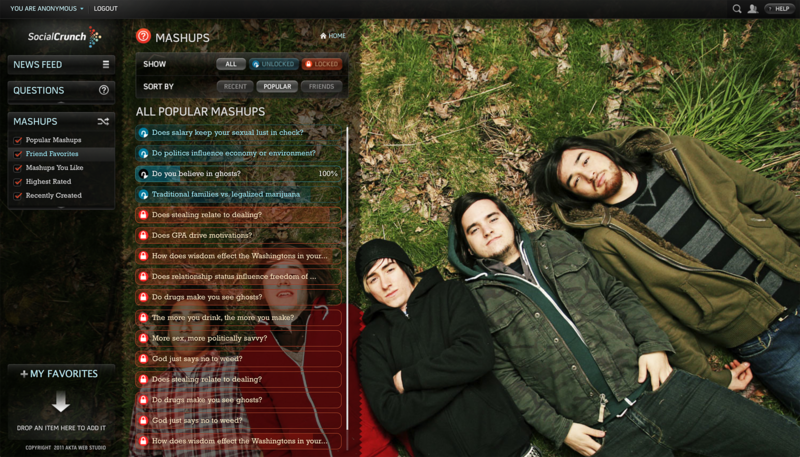 YOU ARE ANONYMOUS
LOGOUT
? HELP
SocialCrunch
NEWS FEED
QUESTIONS
MASHUPS
Popular Mashups
Friend Favorites
Mashups You Like
Highest Rated
Recently Created
MY FAVORITES
DROP AN ITEM HERE TO ADD IT
COPYRIGHT 2011 AKTA WEB STUDIO
MASHUPS
HOME
SHOW
ALL
UNLOCKED
LOCKED
SORT BY
RECENT
POPULAR
FRIENDS
ALL POPULAR MASHUPS
Does salary keep your sexual lust in check?
Do politics influence economy or environment?
Do you believe in ghosts? 100%
Traditional families vs. legalized marijuana
Does stealing relate to dealing?
Does GPA drive motivations?
How does wisdom effect the Washingtons in your...
Does relationship status influence freedom of ...
Do drugs make you see ghosts?
The more you drink, the more you make?
More sex, more politically savvy?
God just says no to weed?
Does stealing relate to dealing?
Do drugs make you see ghosts?
God just says no to weed?
How does wisdom effect the Washingtons in your...